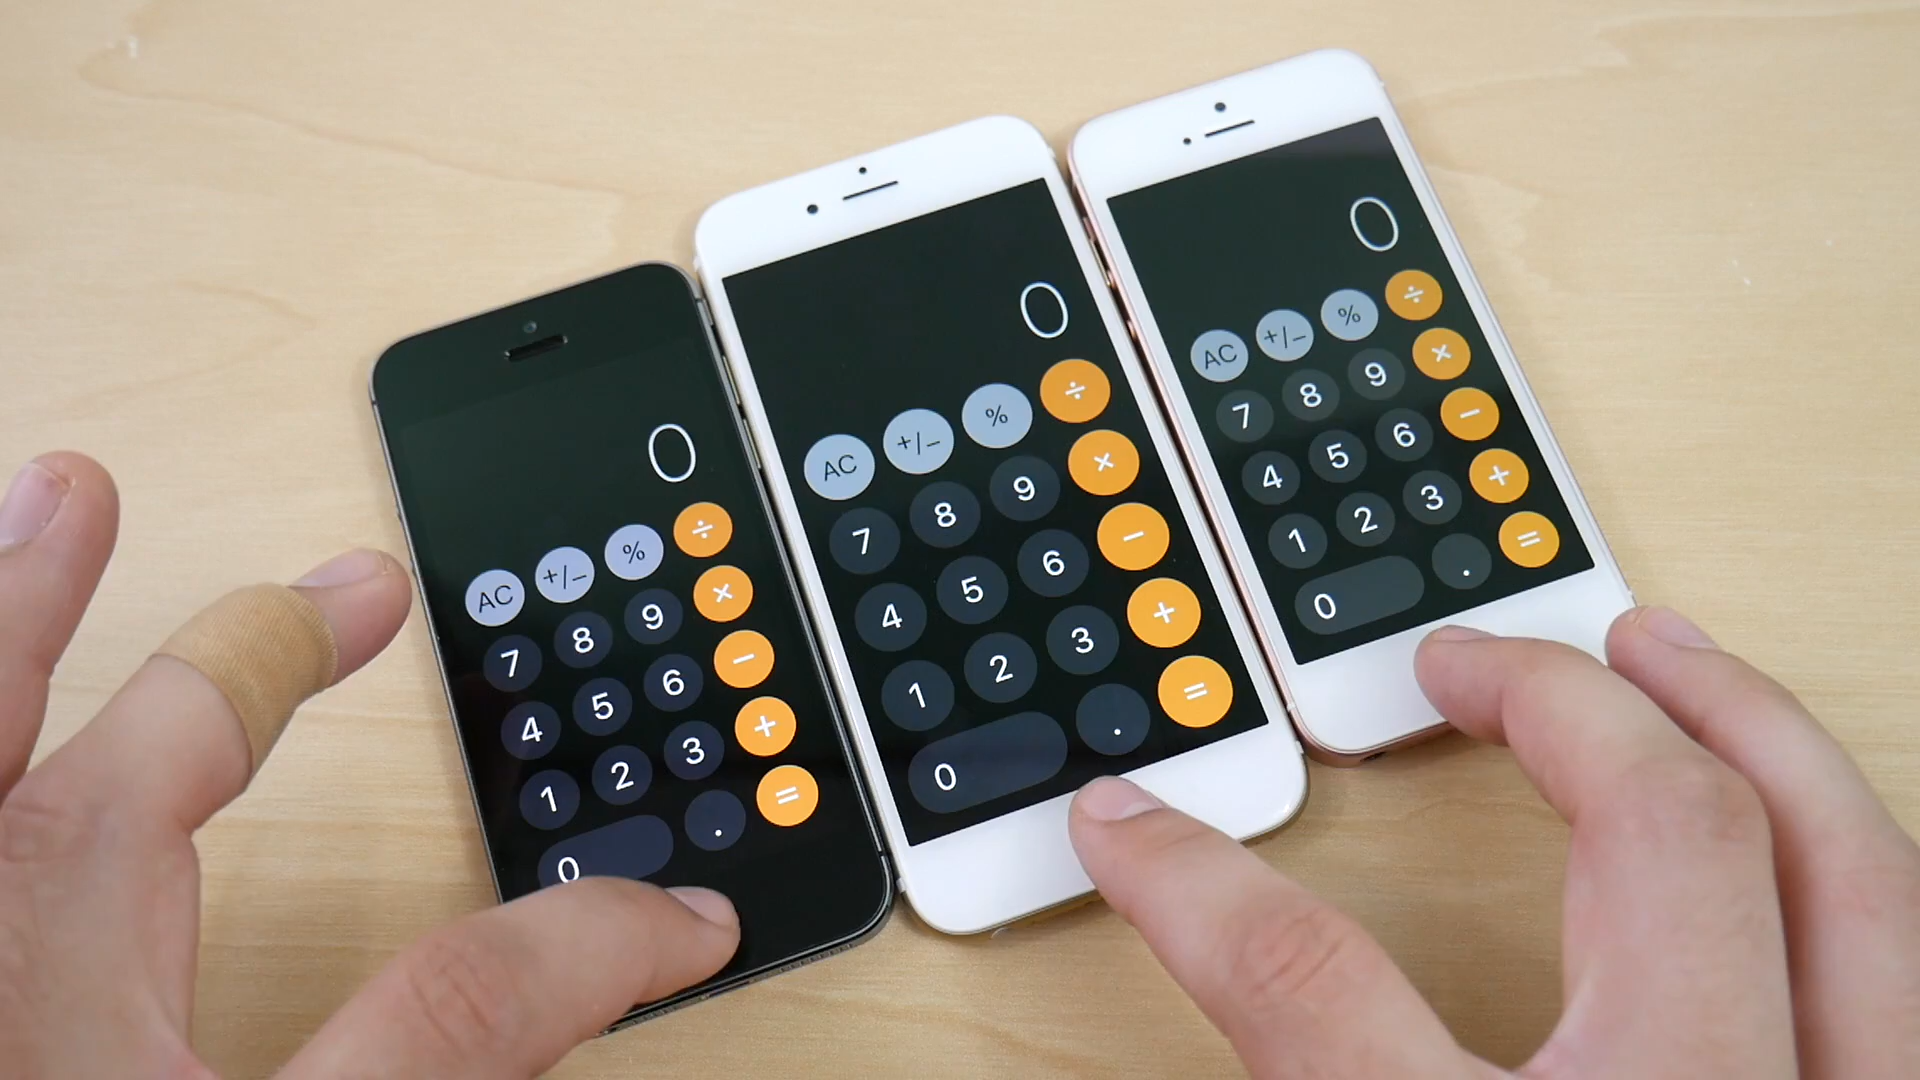 0
AC +/- % ÷
7 8 9 ×
4 5 6 −
1 2 3 +
0 . =
0
AC +/- % ÷
7 8 9 ×
4 5 6 −
1 2 3 +
0 . =
0
AC +/- % ÷
7 8 9 ×
4 5 6 −
1 2 3 +
0 . =